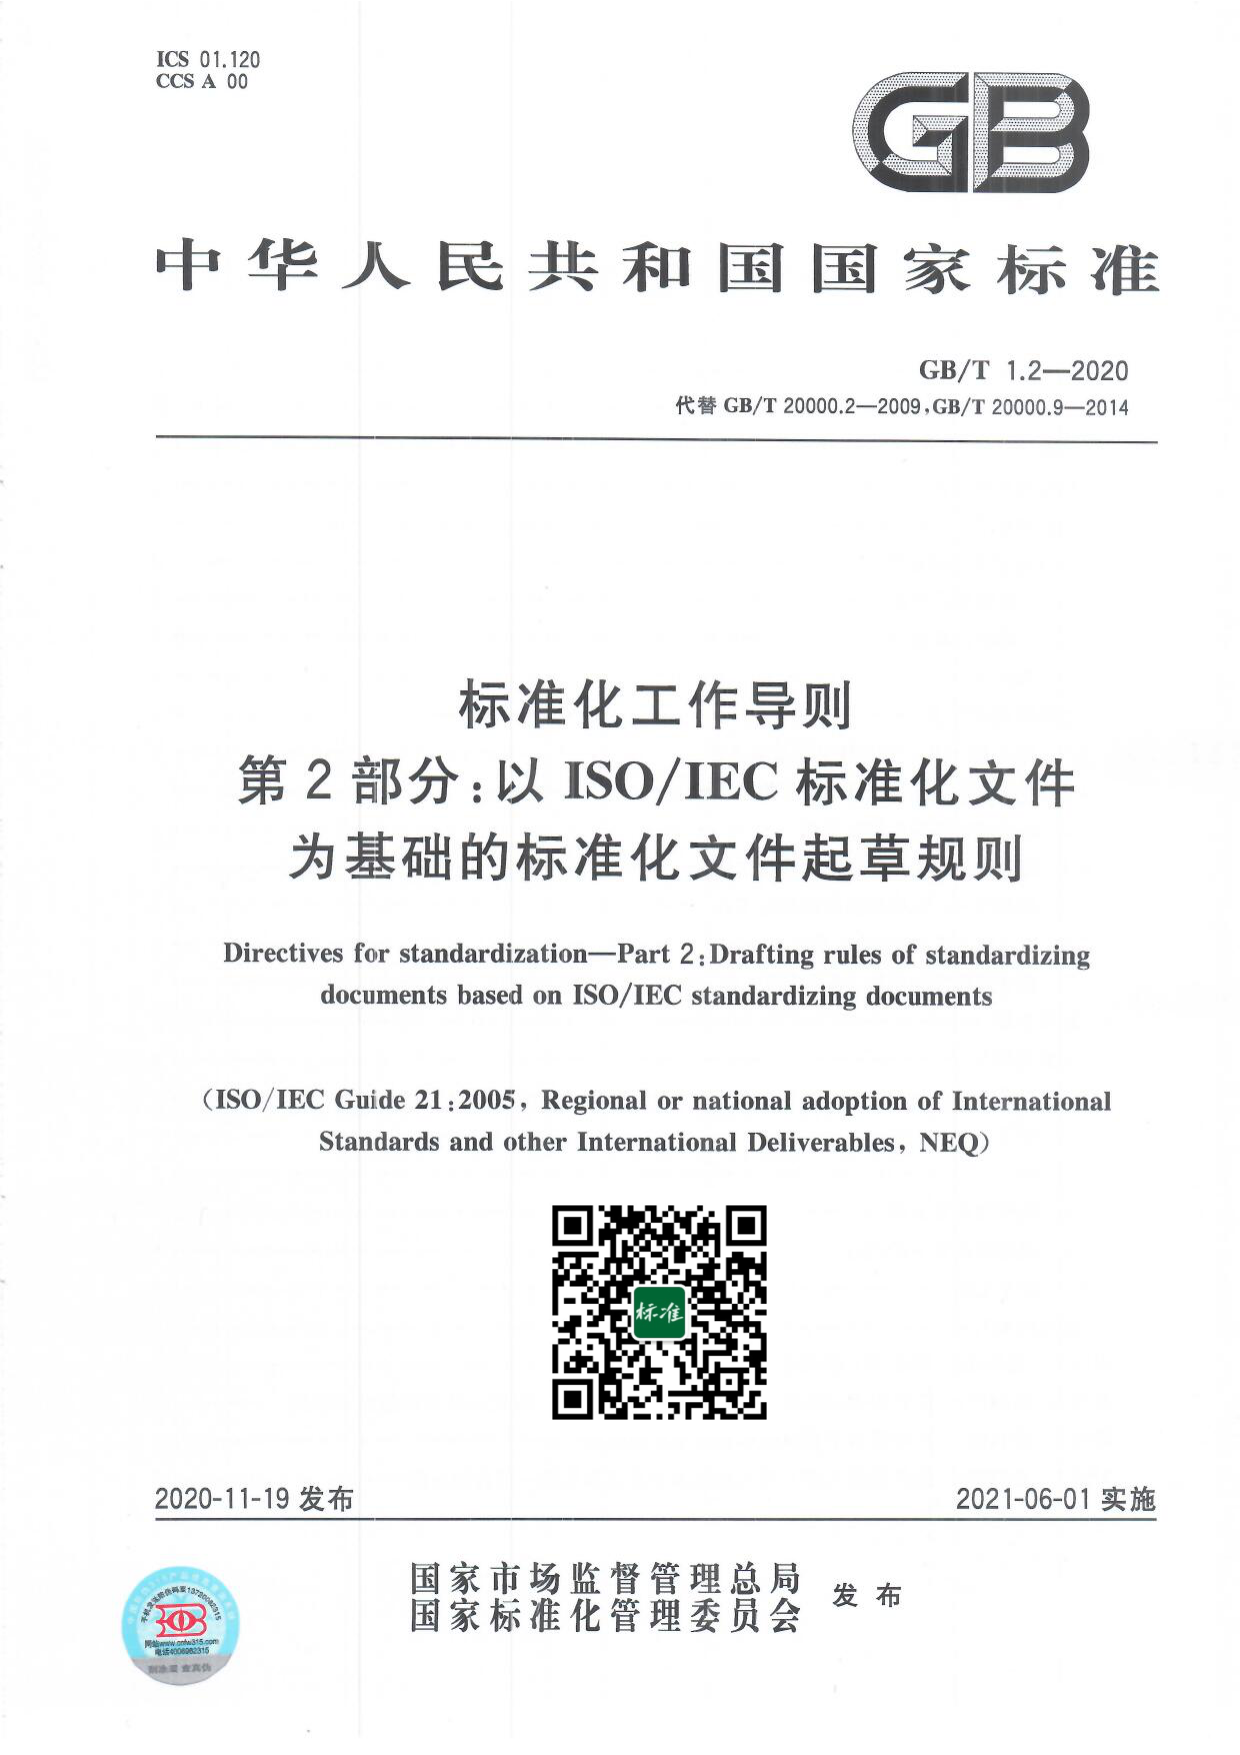 ICS 01.120
CCS A 00
GB
中华人民共和国国家标准
GB/T 1.2—2020
代替 GB/T 20000.2—2009,GB/T 20000.9—2014
标准化工作导则
第 2 部分:以 ISO/IEC 标准化文件
为基础的标准化文件起草规则
Directives for standardization—Part 2:Drafting rules of standardizing
documents based on ISO/IEC standardizing documents
(ISO/IEC Guide 21:2005, Regional or national adoption of International
Standards and other International Deliverables, NEQ)
标准
2020-11-19 发布
2021-06-01 实施
国家市场监督管理总局
国家标准化管理委员会
发布